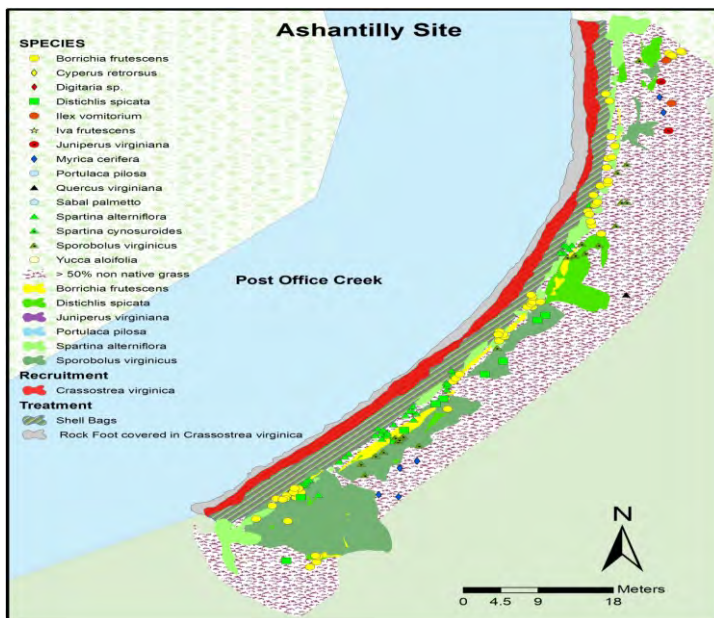 Ashantilly Site
SPECIES
Borrichia frutescens
Cyperus retrorsus
Digitaria sp.
Distichlis spicata
Ilex vomitorium
Iva frutescens
Juniperus virginiana
Myrica cerifera
Portulaca pilosa
Quercus virginiana
Sabal palmetto
Spartina alterniflora
Spartina cynosuroides
Sporobolus virginicus
Yucca aloifolia
> 50% non native grass
Borrichia frutescens
Distichlis spicata
Juniperus virginiana
Portulaca pilosa
Spartina alterniflora
Sporobolus virginicus
Recruitment
Crassostrea virginica
Treatment
Shell Bags
Rock Foot covered in Crassostrea virginica
Post Office Creek
N
Meters
0 4.5 9 18